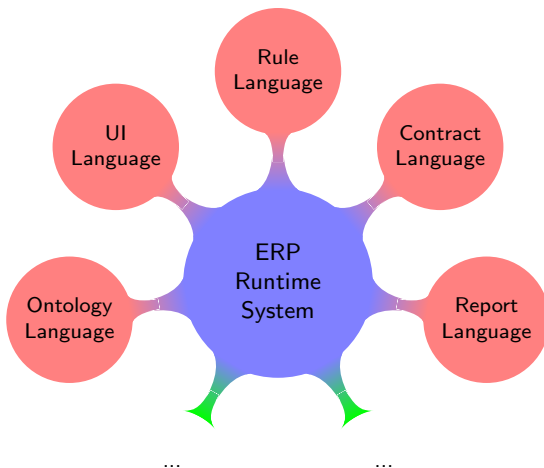 Rule
Language
UI
Language
Contract
Language
ERP
Runtime
System
Ontology
Language
Report
Language
...
...